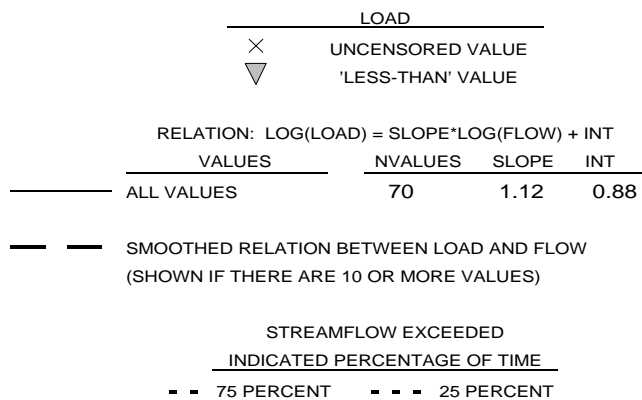 LOAD
UNCENSORED VALUE
'LESS-THAN' VALUE
RELATION: LOG(LOAD) = SLOPE*LOG(FLOW) + INT
VALUES NVALUES SLOPE INT
ALL VALUES 70 1.12 0.88
SMOOTHED RELATION BETWEEN LOAD AND FLOW
(SHOWN IF THERE ARE 10 OR MORE VALUES)
STREAMFLOW EXCEEDED
INDICATED PERCENTAGE OF TIME
75 PERCENT 25 PERCENT